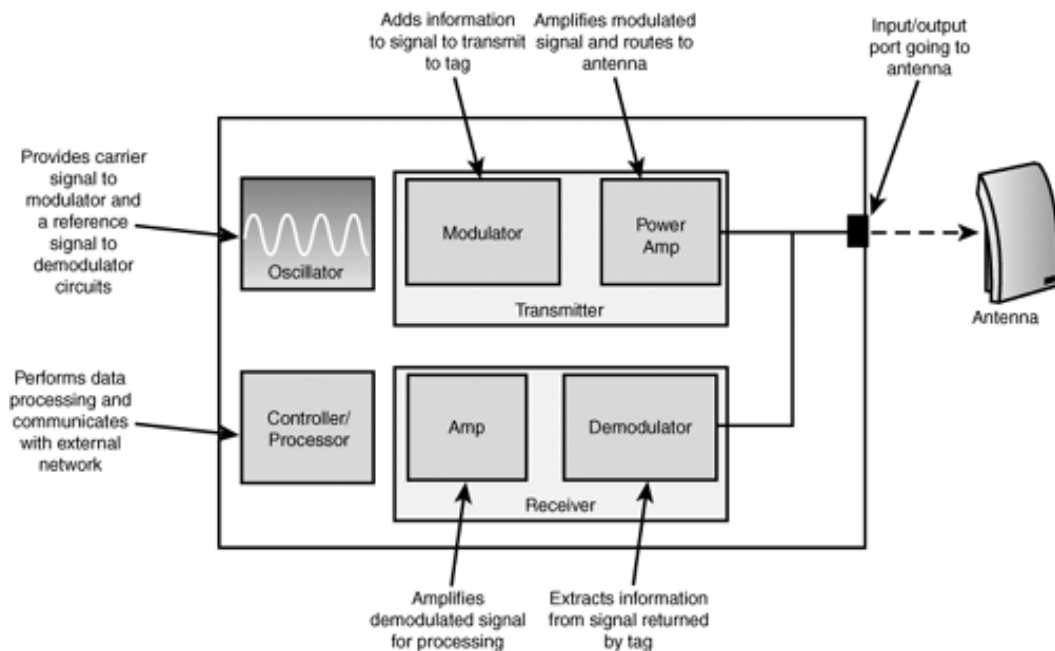 Adds information
to signal to transmit
to tag
Amplifies modulated
signal and routes to
antenna
Input/output
port going to
antenna
Provides carrier
signal to
modulator and
a reference
signal to
demodulator
circuits
Oscillator
Modulator
Power
Amp
Transmitter
Antenna
Performs data
processing and
communicates
with external
network
Controller/
Processor
Amp
Demodulator
Receiver
Amplifies
demodulated signal
for processing
Extracts information
from signal returned
by tag